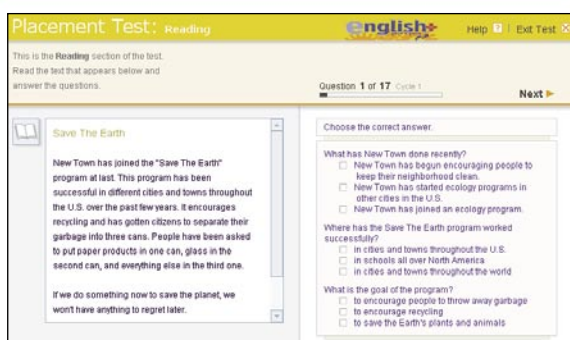 Placement Test: Reading
english+
Help
Exit Test
This is the Reading section of the test.
Read the text that appears below and
answer the questions.
Question 1 of 17 Cycle 1
Next
Save The Earth
New Town has joined the "Save The Earth"
program at last. This program has been
successful in different cities and towns throughout
the U.S. over the past few years. It encourages
recycling and has gotten citizens to separate their
garbage into three cans. People have been asked
to put paper products in one can, glass in the
second can, and everything else in the third one.
If we do something now to save the planet, we
won't have anything to regret later.
Choose the correct answer.
What has New Town done recently?
New Town has begun encouraging people to
keep their neighborhood clean.
New Town has started ecology programs in
other cities in the U.S.
New Town has joined an ecology program.
Where has the Save The Earth program worked
successfully?
in cities and towns throughout the U.S.
in schools all over North America
in cities and towns throughout the world
What is the goal of the program?
to encourage people to throw away garbage
to encourage recycling
to save the Earth's plants and animals